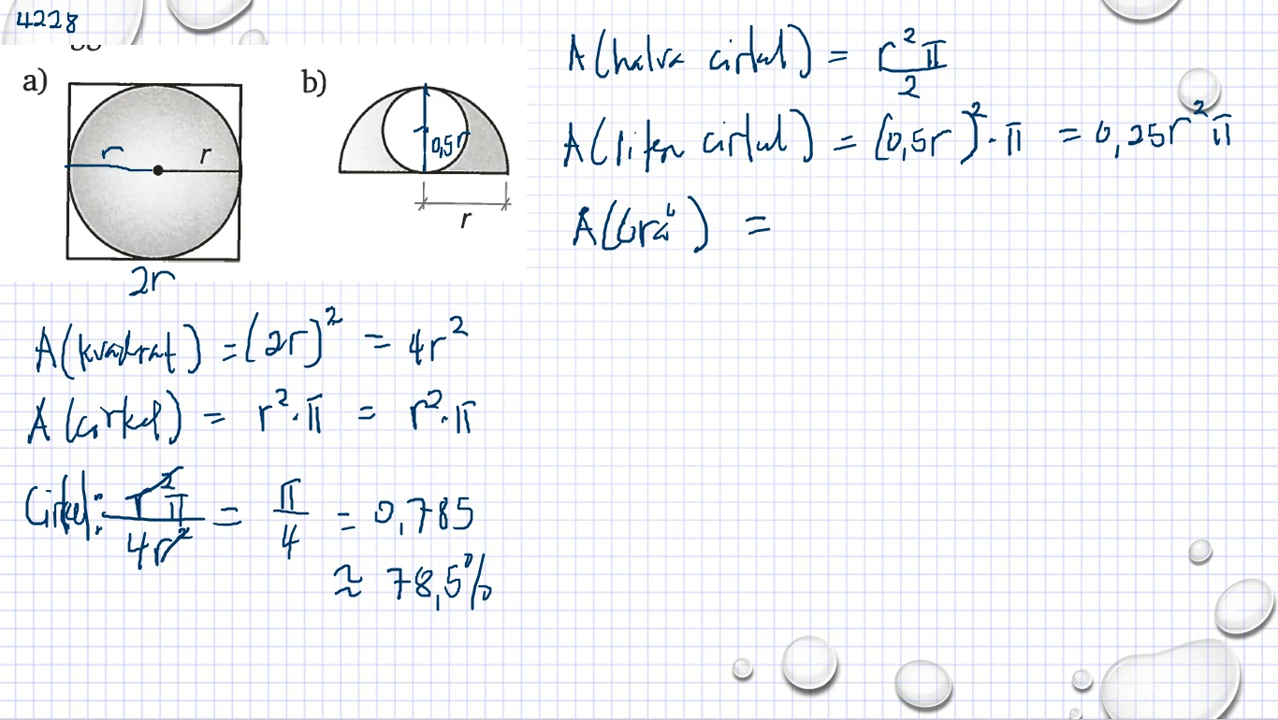 4228
a)
b)
r
r
0,5r
r
2r
A(kvadrat) = (2r)² = 4r²
A(cirkel) = r²·π = r²·π
Cirkel: r²π/4r² = π/4 = 0,785
≈ 78,5%
A(halva cirkel) = r²π/2
A(liten cirkel) = (0,5r)²·π = 0,25r²π
A(Grå) =